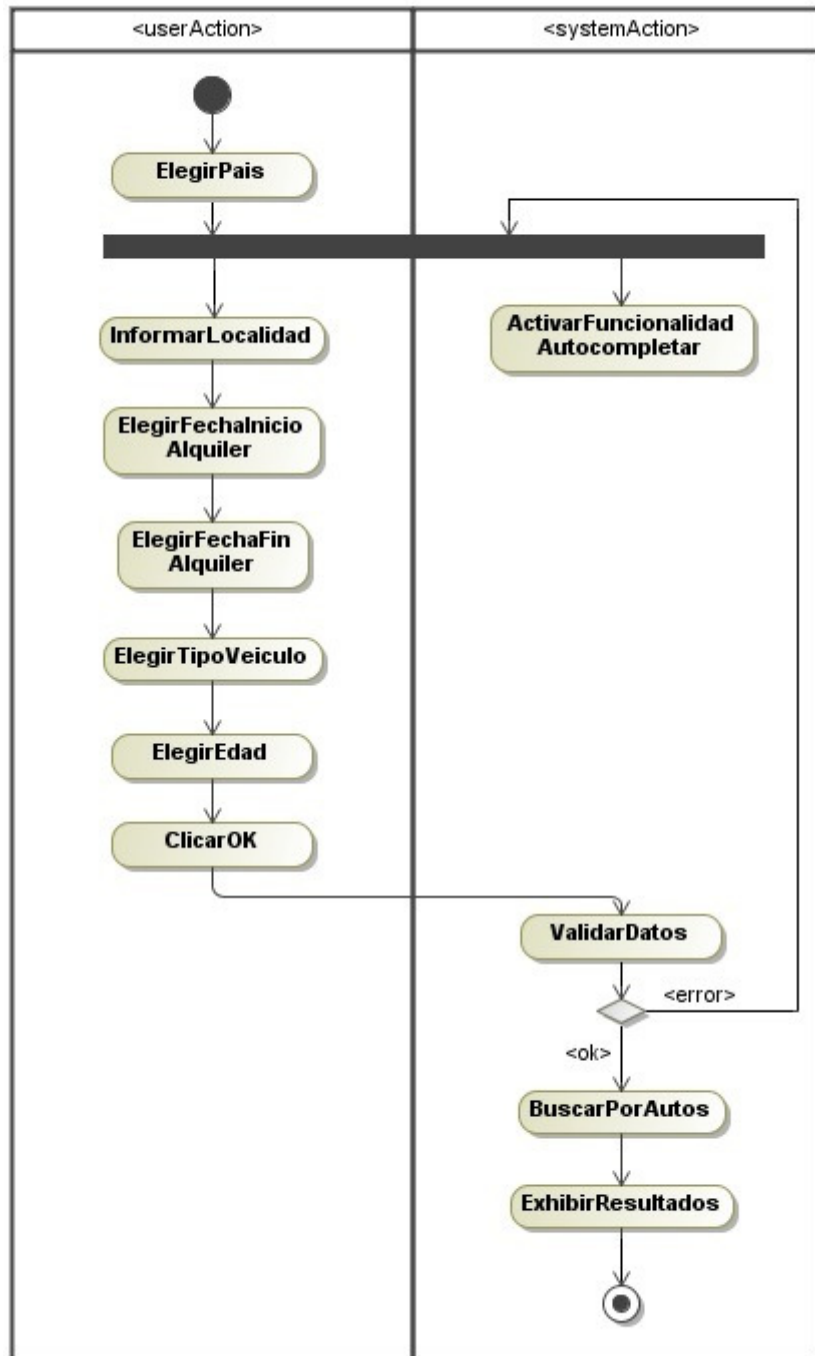 <userAction>
<systemAction>
ElegirPais
InformarLocalidad
ActivarFuncionalidad
Autocompletar
ElegirFechaInicio
Alquiler
ElegirFechaFin
Alquiler
ElegirTipoVeiculo
ElegirEdad
ClicarOK
ValidarDatos
<error>
<ok>
BuscarPorAutos
ExhibirResultados